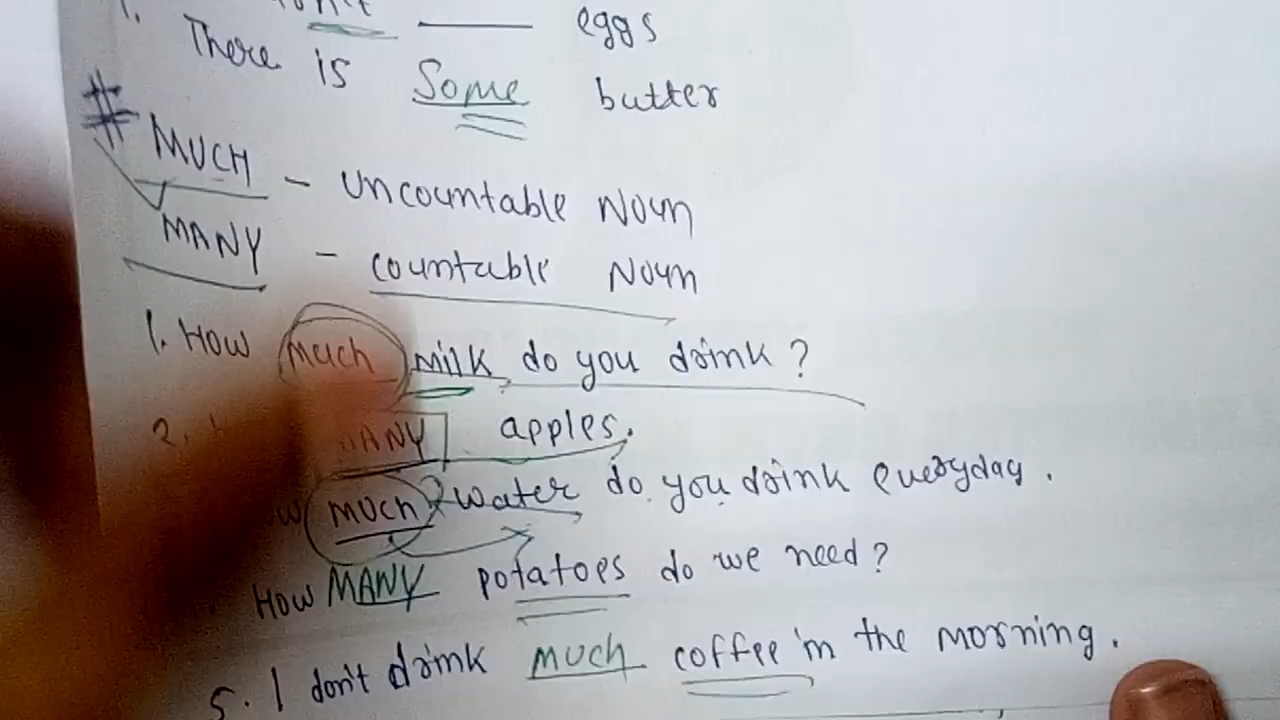 1. eggs
There is Some butter
# MUCH - Uncountable Noun
MANY - Countable Noun
1. How much milk do you drink?
2. MANY apples.
much water do you drink everyday.
How MANY potatoes do we need?
5. I don't drink much coffee in the morning.